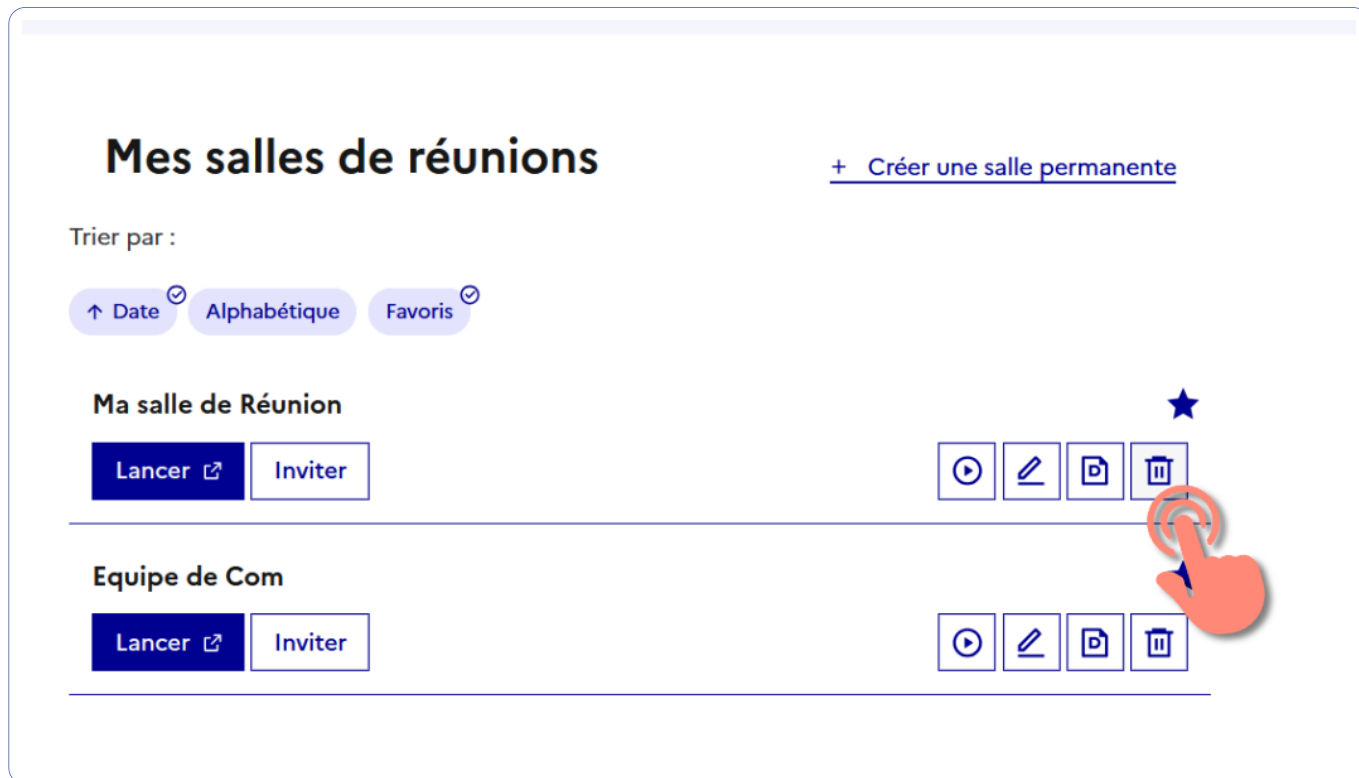 Mes salles de réunions
+ Créer une salle permanente
Trier par :
↑ Date Alphabétique Favoris
Ma salle de Réunion
Lancer Inviter
D
Equipe de Com
Lancer Inviter
D